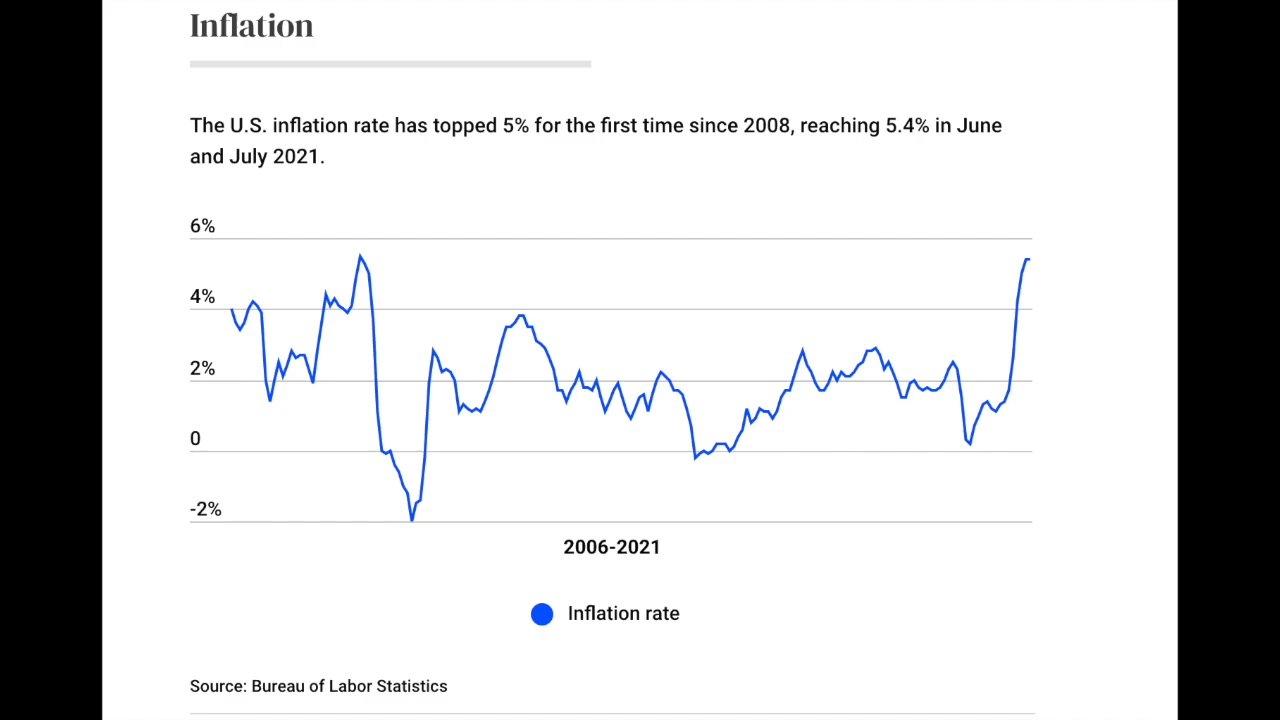 Inflation
The U.S. inflation rate has topped 5% for the first time since 2008, reaching 5.4% in June
and July 2021.
6%
4%
2%
0
-2%
2006-2021
Inflation rate
Source: Bureau of Labor Statistics